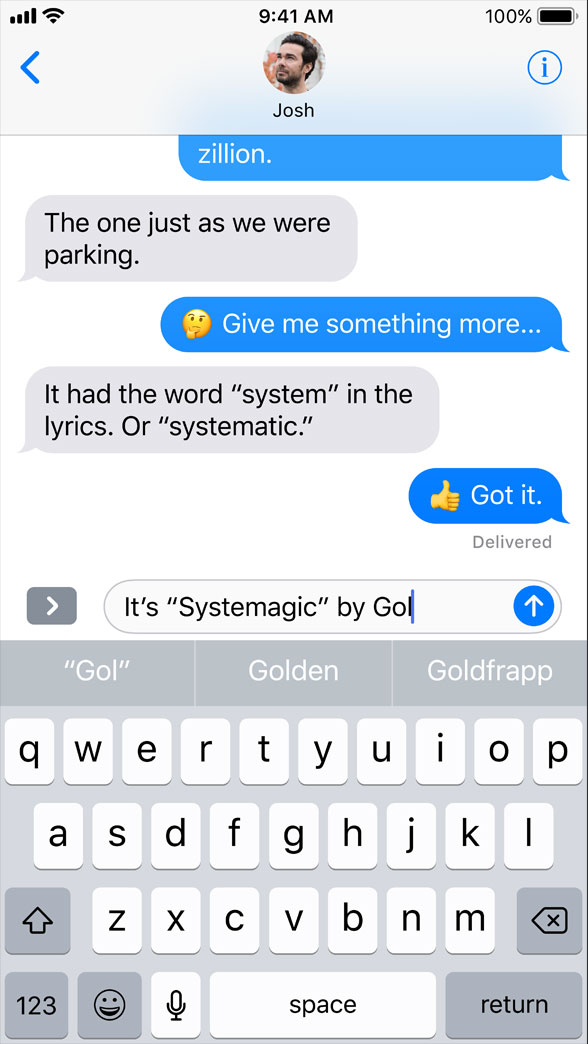 9:41 AM
100%
Josh
zillion.
The one just as we were
parking.
🤔 Give me something more...
It had the word “system” in the
lyrics. Or “systematic.”
👍 Got it.
Delivered
It’s “Systemagic” by Gol
“Gol” Golden Goldfrapp
q w e r t y u i o p
a s d f g h j k l
z x c v b n m
123 space return